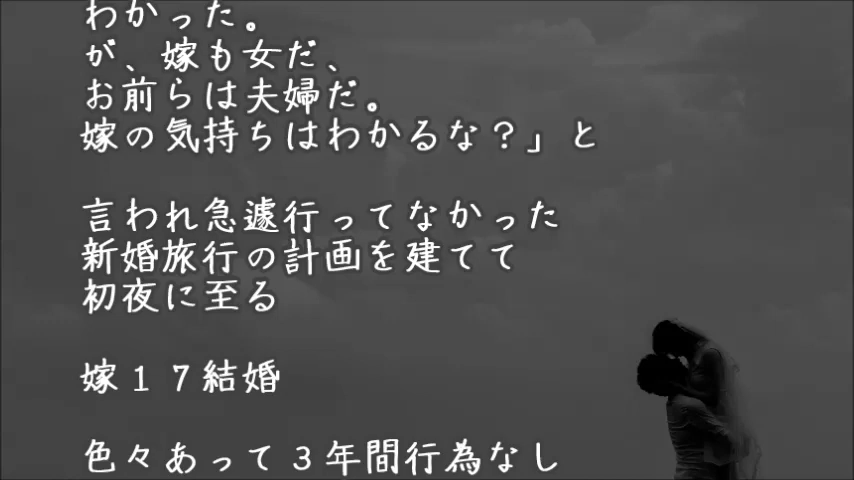 わかった。
が、嫁も女だ、
お前らは夫婦だ。
嫁の気持ちはわかるな？」と
言われ急遽行ってなかった
新婚旅行の計画を建てて
初夜に至る
嫁１７結婚
色々あって３年間行為なし